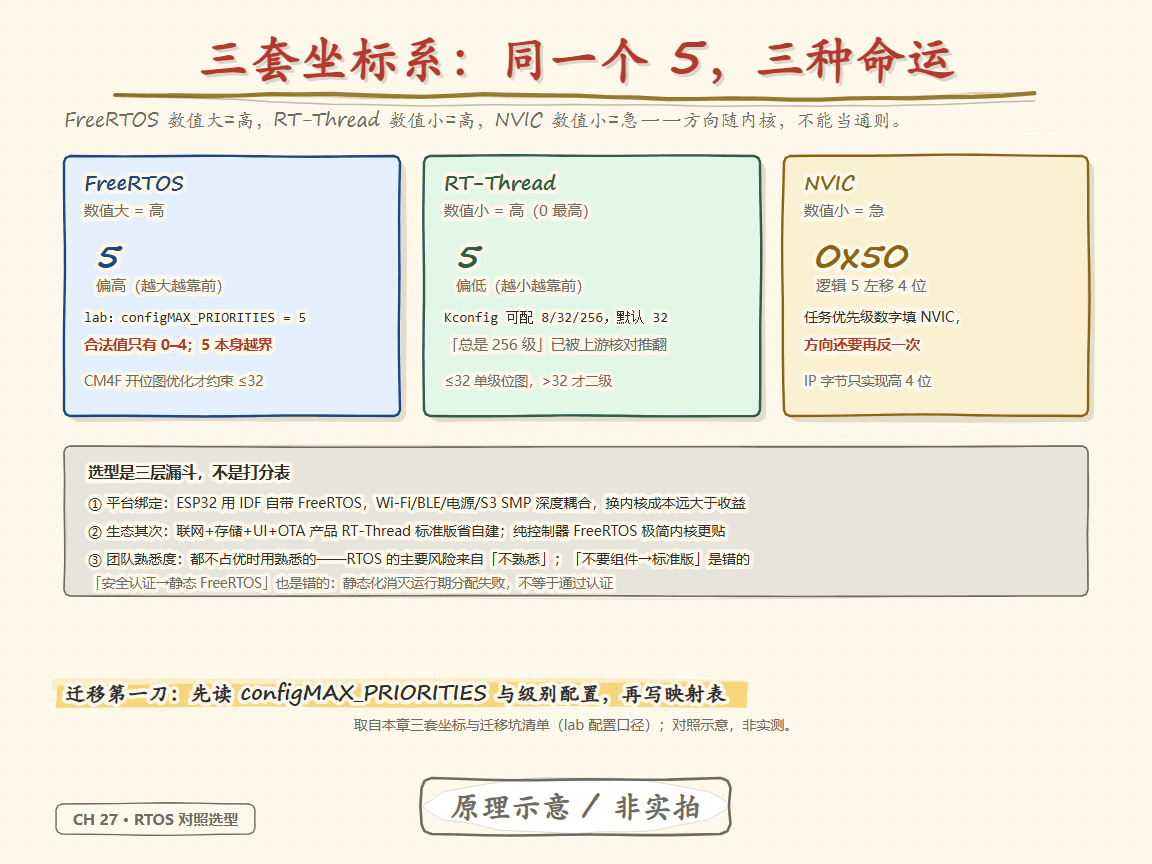 三套坐标系：同一个 5，三种命运
FreeRTOS 数值大=高，RT-Thread 数值小=高，NVIC 数值小=急——方向随内核，不能当通则。
FreeRTOS
数值大 = 高
5
偏高（越大越靠前）
lab：configMAX_PRIORITIES = 5
合法值只有 0–4；5 本身越界
CM4F 开位图优化才约束 ≤32
RT-Thread
数值小 = 高（0 最高）
5
偏低（越小越靠前）
Kconfig 可配 8/32/256，默认 32
「总是 256 级」已被上游核对推翻
≤32 单级位图，>32 才二级
NVIC
数值小 = 急
0x50
逻辑 5 左移 4 位
任务优先级数字填 NVIC，
方向还要再反一次
IP 字节只实现高 4 位
选型是三层漏斗，不是打分表
① 平台绑定：ESP32 用 IDF 自带 FreeRTOS，Wi-Fi/BLE/电源/S3 SMP 深度耦合，换内核成本远大于收益
② 生态其次：联网+存储+UI+OTA 产品 RT-Thread 标准版省自建；纯控制器 FreeRTOS 极简内核更贴
③ 团队熟悉度：都不占优时用熟悉的——RTOS 的主要风险来自「不熟悉」；「不要组件→标准版」是错的
「安全认证→静态 FreeRTOS」也是错的：静态化消灭运行期分配失败，不等于通过认证
迁移第一刀：先读 configMAX_PRIORITIES 与级别配置，再写映射表
取自本章三套坐标与迁移坑清单（lab 配置口径）；对照示意，非实测。
原理示意 / 非实拍
CH 27 · RTOS 对照选型